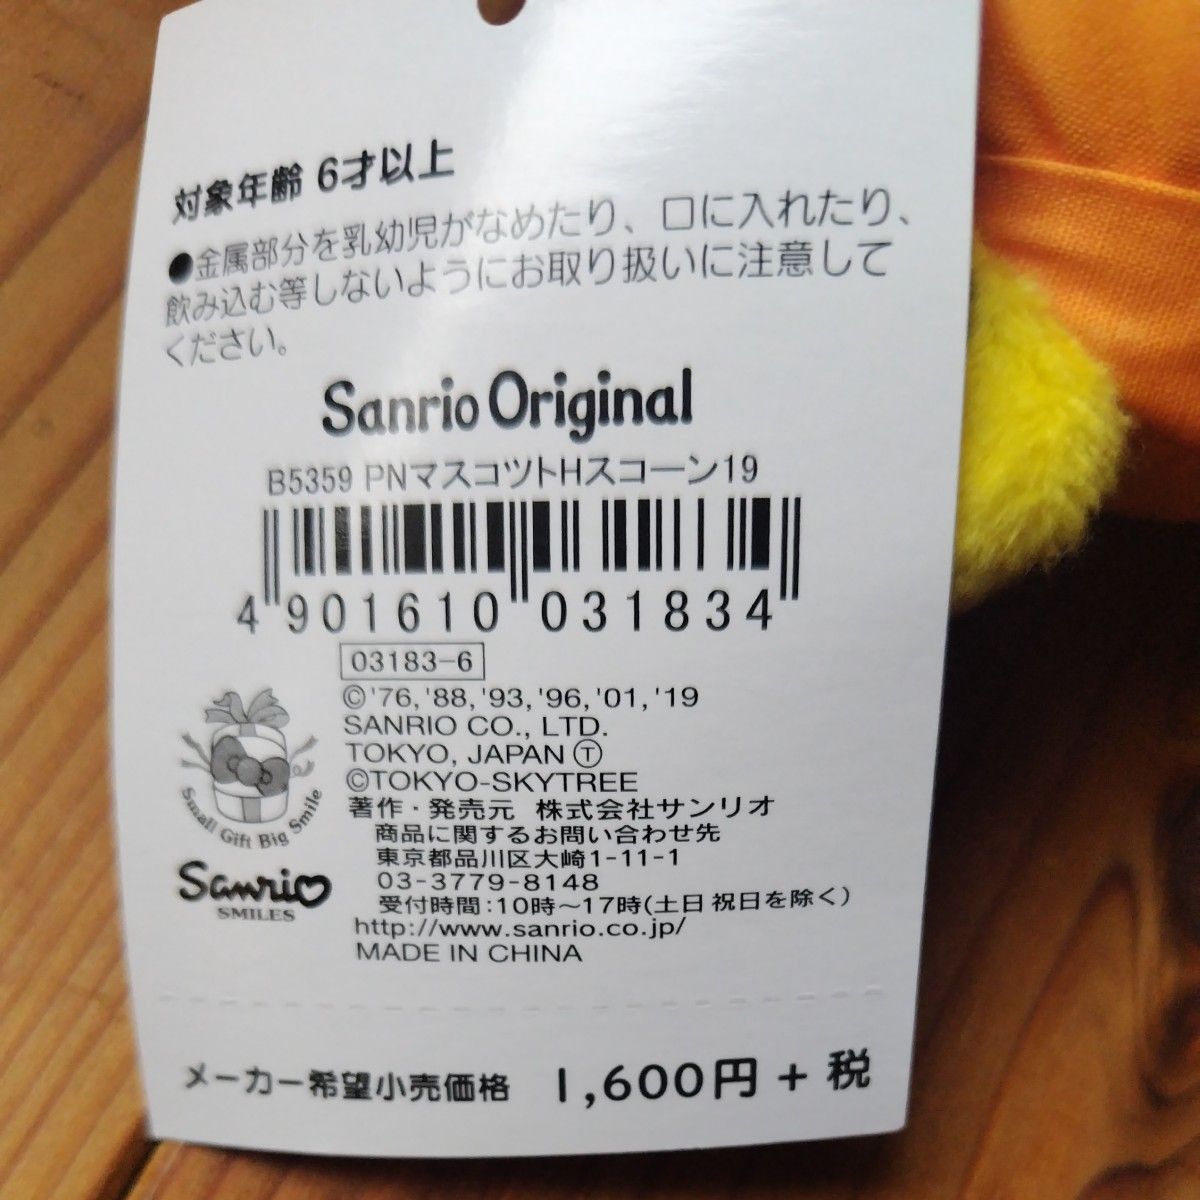 対象年齢 6才以上
●金属部分を乳幼児がなめたり、口に入れたり、
飲み込む等しないようにお取り扱いに注意して
ください。
Sanrio Original
B5359 PNマスコツトHスコーン19
4 901610 031834
03183-6
©'76,'88,'93,'96,'01,'19
SANRIO CO., LTD.
TOKYO, JAPAN Ⓣ
©TOKYO-SKYTREE
著作・発売元 株式会社サンリオ
商品に関するお問い合わせ先
東京都品川区大崎1-11-1
03-3779-8148
受付時間:10時〜17時(土日 祝日を除く)
http://www.sanrio.co.jp/
MADE IN CHINA
Small Gift Big Smile
Sanrio
SMILES
メーカー希望小売価格 1,600円 + 税